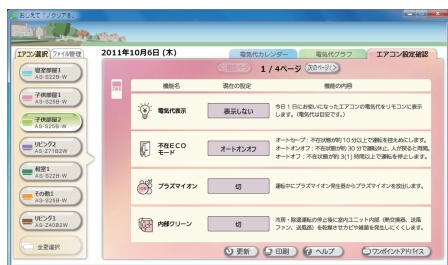 おしえて「ノクリア®」
エアコン選択 ファイル管理
2011年10月6日 (木)
電気代カレンダー 電気代グラフ エアコン設定確認
1 / 4ページ 次のページ
機能名 現在の設定 機能の内容
寝室部屋1
AS-S22B-W
子供部屋1
AS-S25B-W
子供部屋2
AS-S25B-W
リビング2
AS-Z71B2W
和室1
AS-S22B-W
その他1
AS-S25B-W
リビング1
AS-Z40B2W
全室選択
電気代表示
表示しない
今日1日にお使いになったエアコンの電気代をリモコンに表示
します。(電気代は目安です。)
不在ECO
モード
オートオンオフ
オートセーブ:不在状態が約10分以上で運転を控えめにします。
オートオンオフ:不在状態が約30分で運転休止、人が戻ると再開。
オートオフ:不在状態が約3(1)時間以上で運転を停止します。
プラズマイオン
切
運転中にプラズマイオン発生器からプラズマイオンを放出します。
内部クリーン
切
冷房・除湿運転の停止後に室内ユニット内部(熱交換器、送風
ファン、送風路)を乾燥させカビや雑菌を発生しにくくします。
更新 印刷 ヘルプ ワンポイントアドバイス